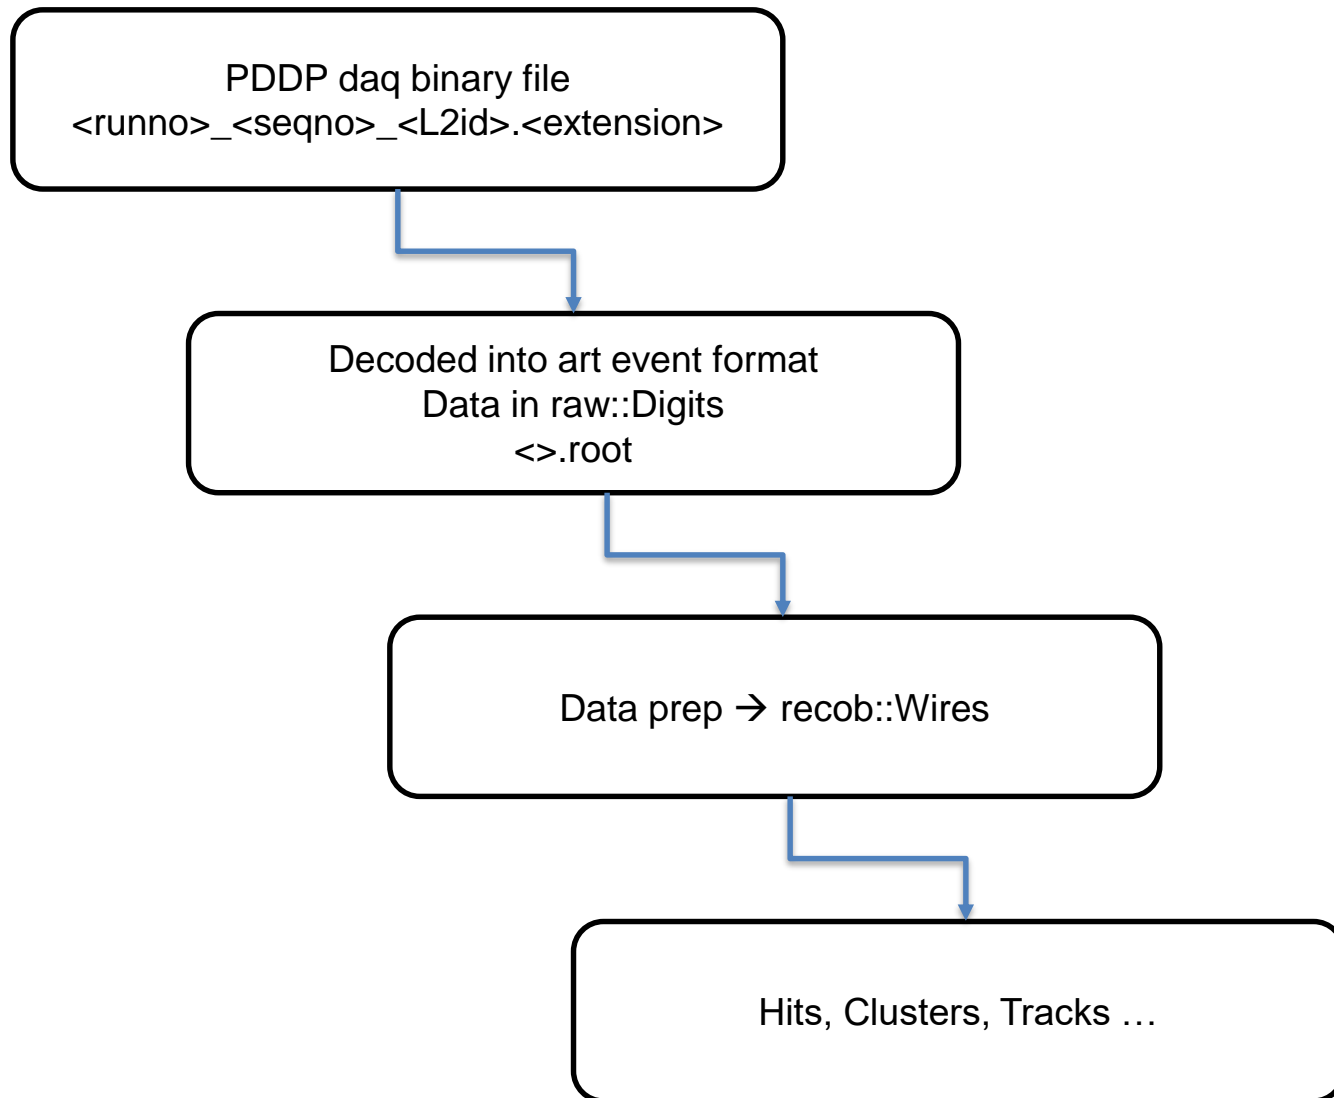 PDDP daq binary file
<runno>_<seqno>_<L2id>.<extension>
Decoded into art event format
Data in raw::Digits
<>.root
Data prep → recob::Wires
Hits, Clusters, Tracks …